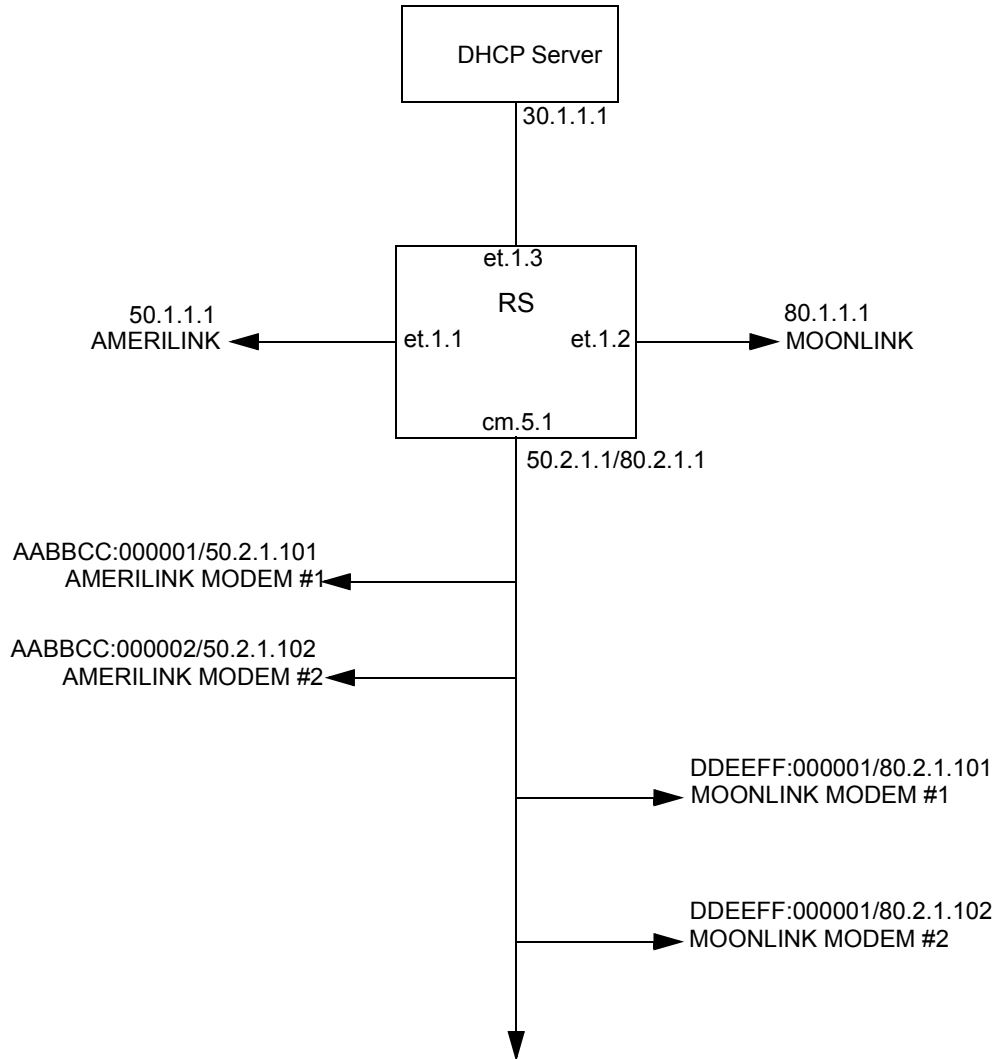 DHCP Server
30.1.1.1
et.1.3
RS
50.1.1.1
AMERILINK
et.1.1
et.1.2
80.1.1.1
MOONLINK
cm.5.1
50.2.1.1/80.2.1.1
AABBCC:000001/50.2.1.101
AMERILINK MODEM #1
AABBCC:000002/50.2.1.102
AMERILINK MODEM #2
DDEEFF:000001/80.2.1.101
MOONLINK MODEM #1
DDEEFF:000001/80.2.1.102
MOONLINK MODEM #2